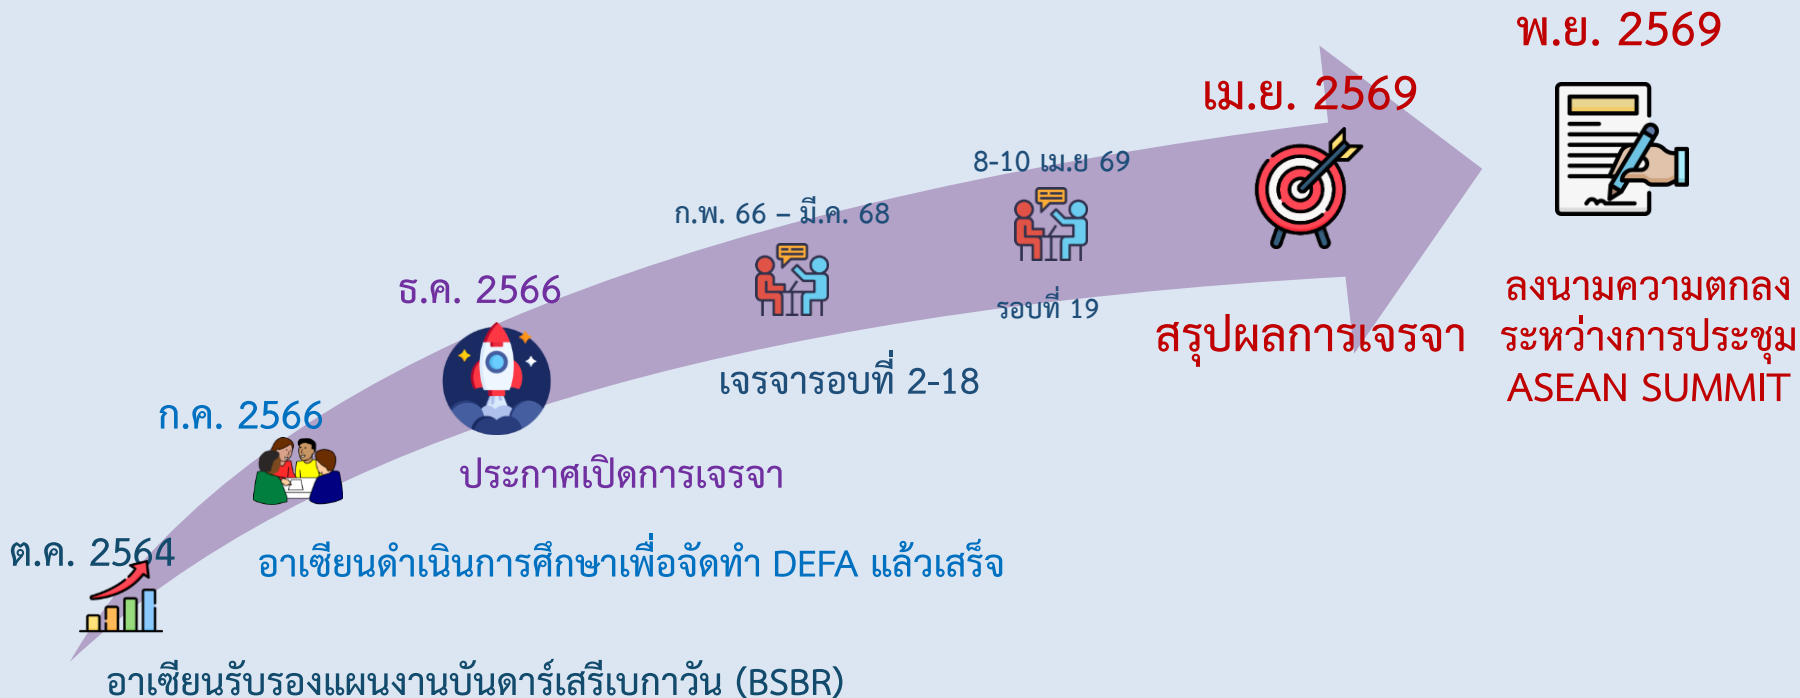 ต.ค. 2564
อาเซียนรับรองแผนงานบันดาร์เสรีเบกาวัน (BSBR)
ก.ค. 2566
อาเซียนดำเนินการศึกษาเพื่อจัดทำ DEFA แล้วเสร็จ
ธ.ค. 2566
ประกาศเปิดการเจรจา
ก.พ. 66 – มี.ค. 68
เจรจารอบที่ 2-18
8-10 เม.ย 69
รอบที่ 19
เม.ย. 2569
สรุปผลการเจรจา
พ.ย. 2569
ลงนามความตกลง
ระหว่างการประชุม
ASEAN SUMMIT